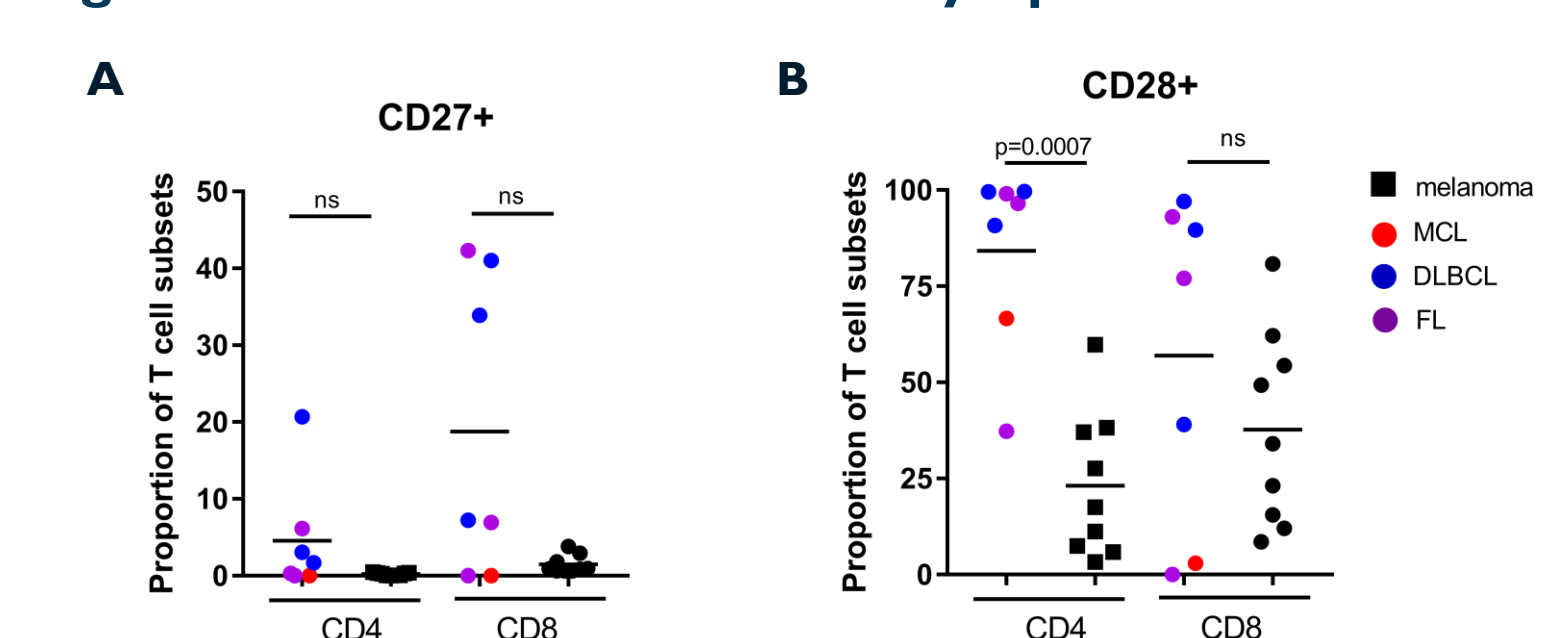 A
CD27+
Proportion of T cell subsets
50
40
30
20
10
0
ns
ns
CD4
CD8
B
CD28+
Proportion of T cell subsets
100
75
50
25
0
p=0.0007
ns
CD4
CD8
melanoma
MCL
DLBCL
FL